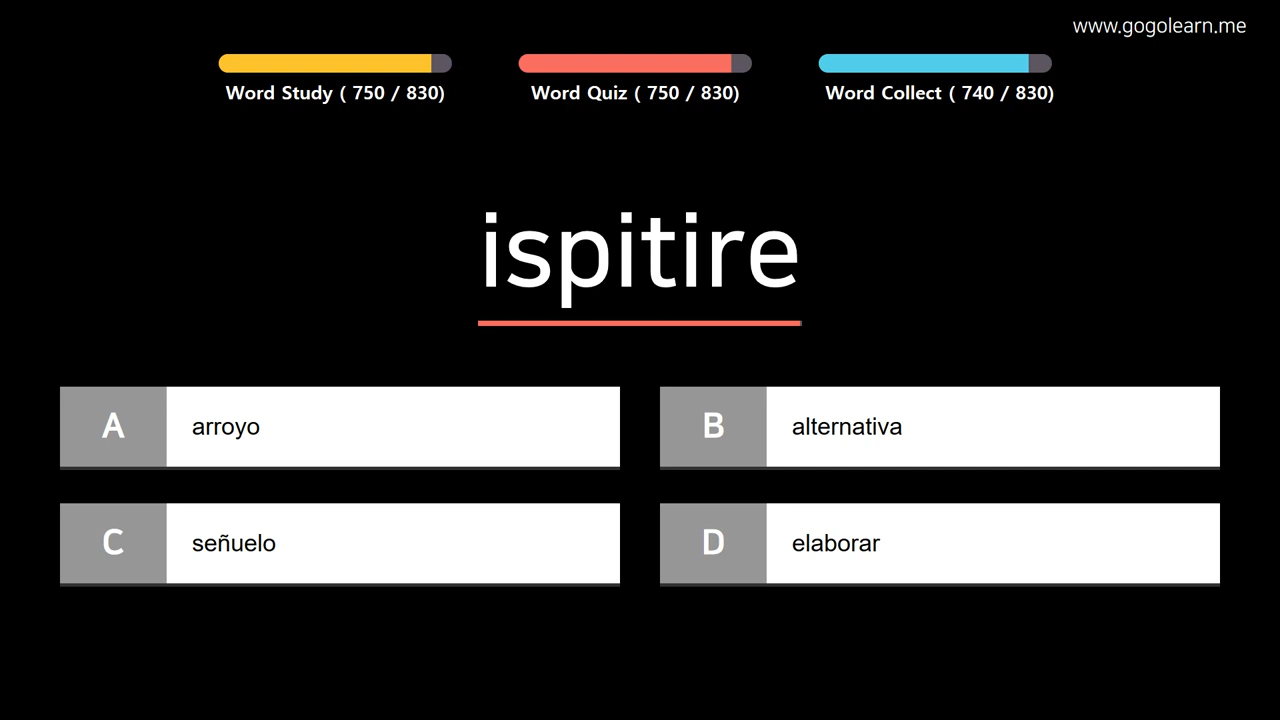 www.gogolearn.me
Word Study ( 750 / 830)
Word Quiz ( 750 / 830)
Word Collect ( 740 / 830)
ispitire
A arroyo
B alternativa
C señuelo
D elaborar